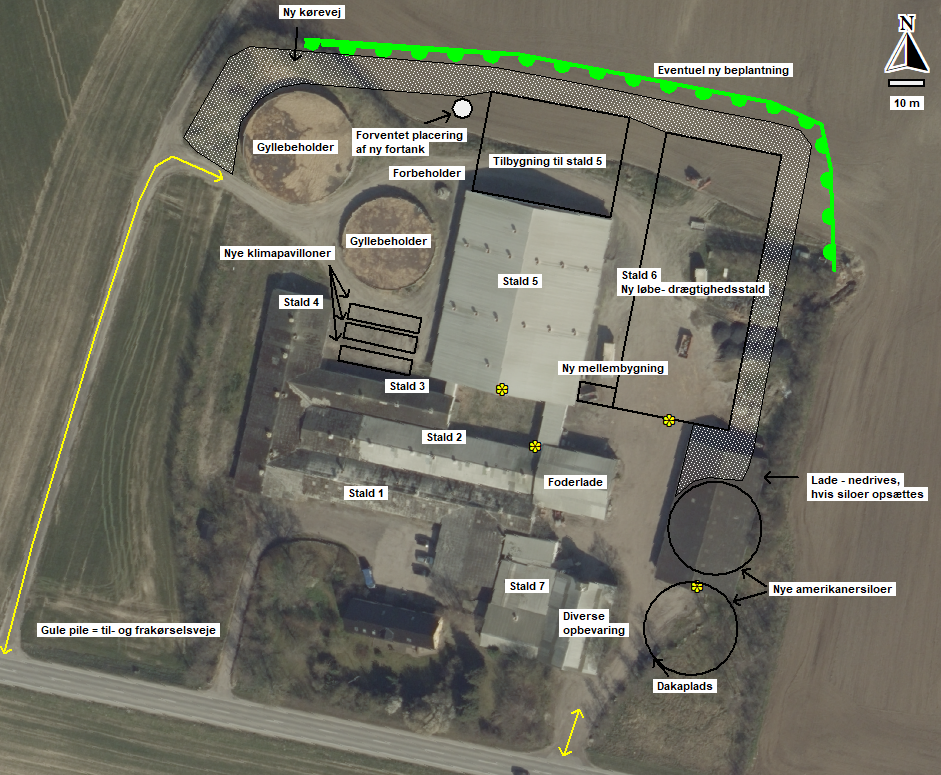 Ny kørevej
N
Eventuel ny beplantning
10 m
Forventet placering
af ny fortank
Gyllebeholder
Tilbygning til stald 5
Forbeholder
Gyllebeholder
Nye klimapavilloner
Stald 5
Stald 6
Ny løbe- drægtighedsstald
Stald 4
Ny mellembygning
Stald 3
Stald 2
Foderlade
Lade - nedrives,
hvis siloer opsættes
Stald 1
Stald 7
Nye amerikanersiloer
Diverse
opbevaring
Gule pile = til- og frakørselsveje
Dakaplads